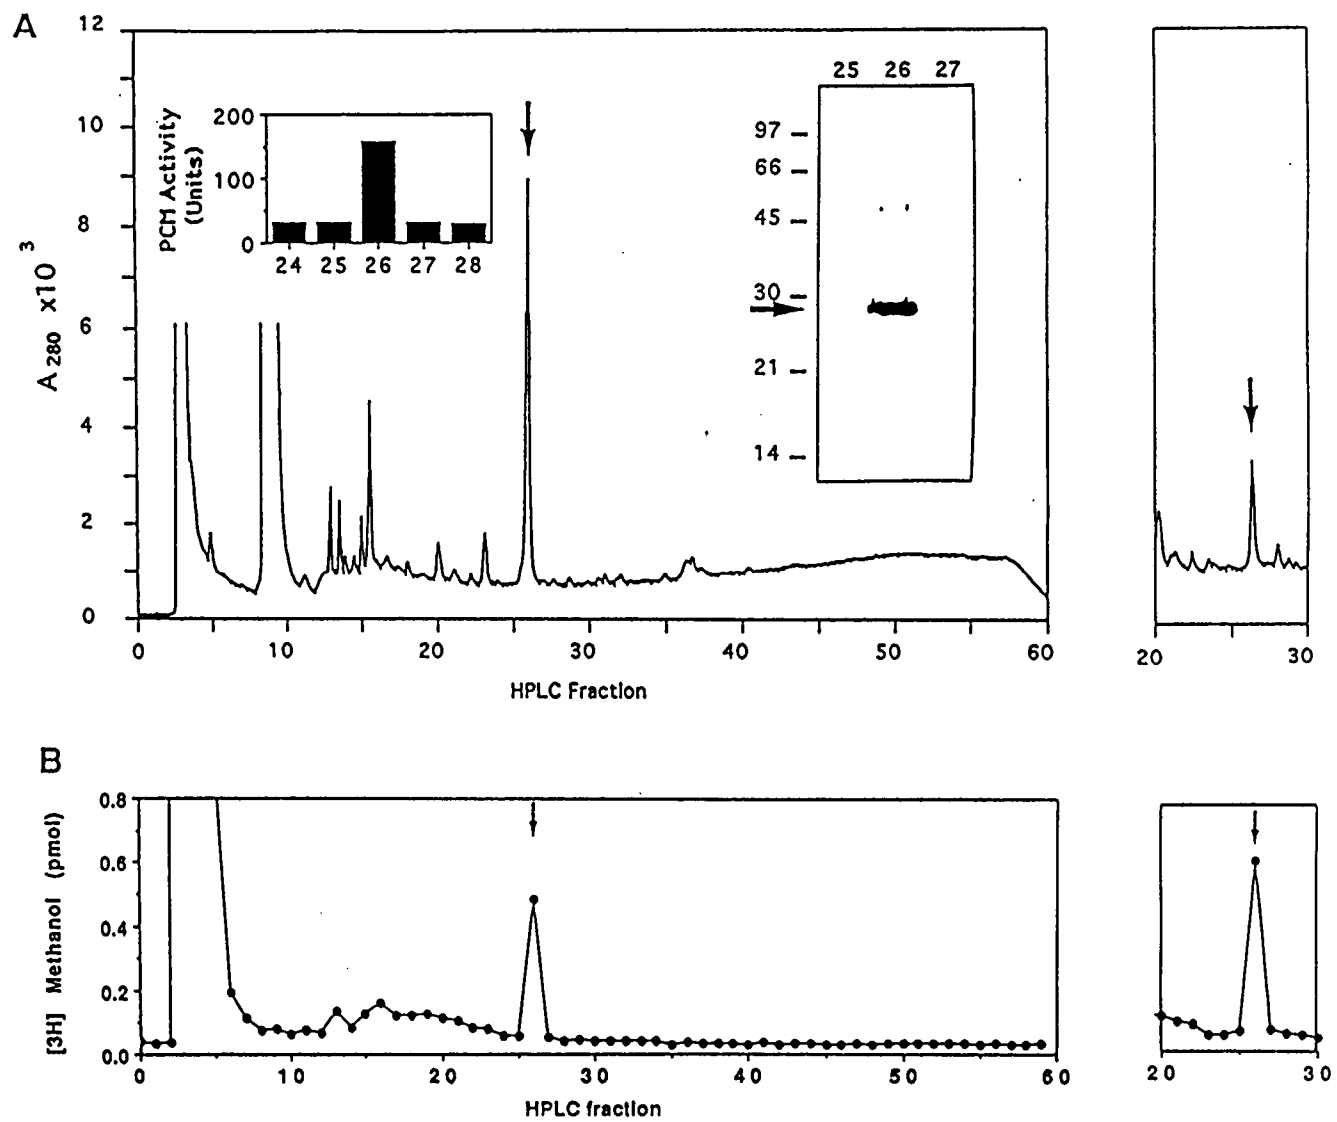 A
12
10
8
6
4
2
0
A280 x10 3
PCM Activity
(Units)
200
100
0
24 25 26 27 28
25 26 27
97
66
45
30
21
14
0 10 20 30 40 50 60
HPLC Fraction
20 30
B
[3H] Methanol (pmol)
0.8
0.6
0.4
0.2
0.0
0 10 20 30 40 50 60
HPLC fraction
20 30